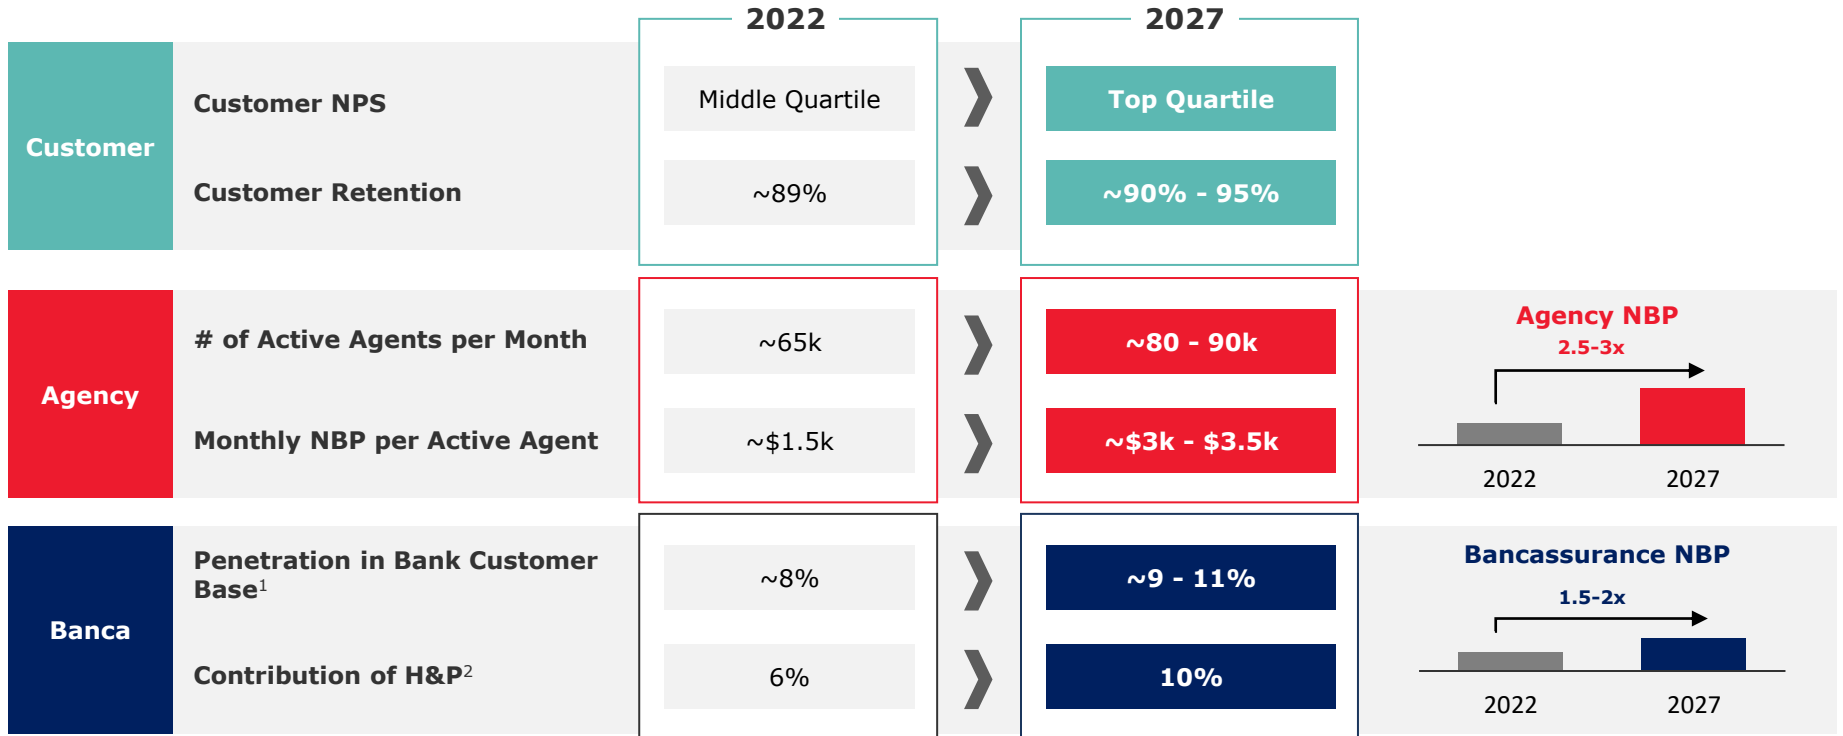 2022
2027
Customer
Customer NPS
Middle Quartile
Top Quartile
Customer Retention
~89%
~90% - 95%
Agency
# of Active Agents per Month
~65k
~80 - 90k
Monthly NBP per Active Agent
~$1.5k
~$3k - $3.5k
Agency NBP
2.5-3x
2022
2027
Banca
Penetration in Bank Customer
Base¹
~8%
~9 - 11%
Contribution of H&P²
6%
10%
Bancassurance NBP
1.5-2x
2022
2027